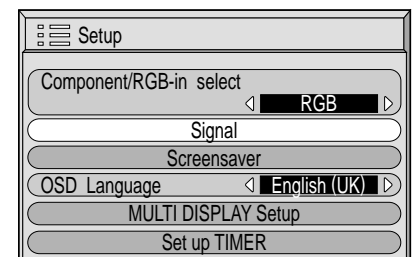 Setup
Component/RGB-in select
RGB
Signal
Screensaver
OSD Language English (UK)
MULTI DISPLAY Setup
Set up TIMER